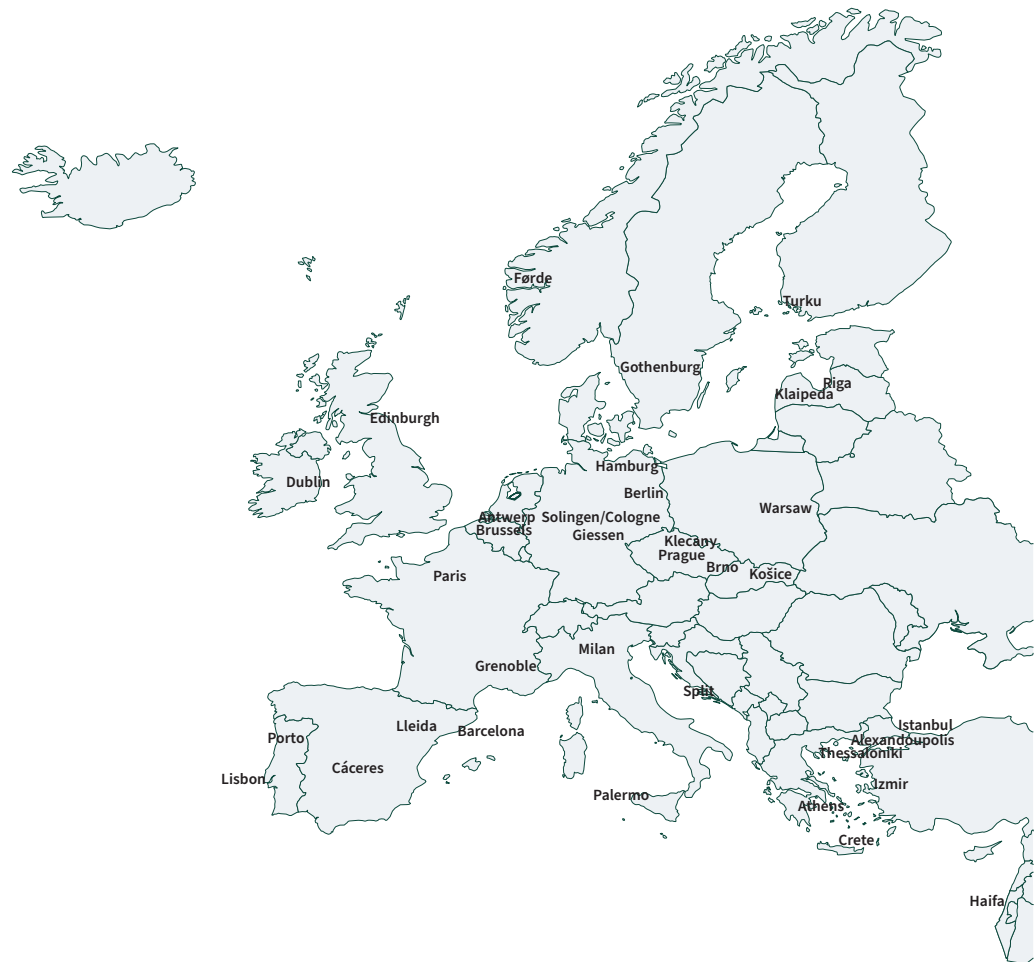 Førde
Turku
Gothenburg
Riga
Klaipeda
Edinburgh
Hamburg
Dublin
Berlin
Warsaw
Antwerp
Solingen/Cologne
Brussels
Giessen
Klecany
Prague
Brno
Košice
Paris
Milan
Grenoble
Split
Lleida
Istanbul
Barcelona
Porto
Alexandoupolis
Thessaloniki
Cáceres
Lisbon
Izmir
Palermo
Athens
Crete
Haifa